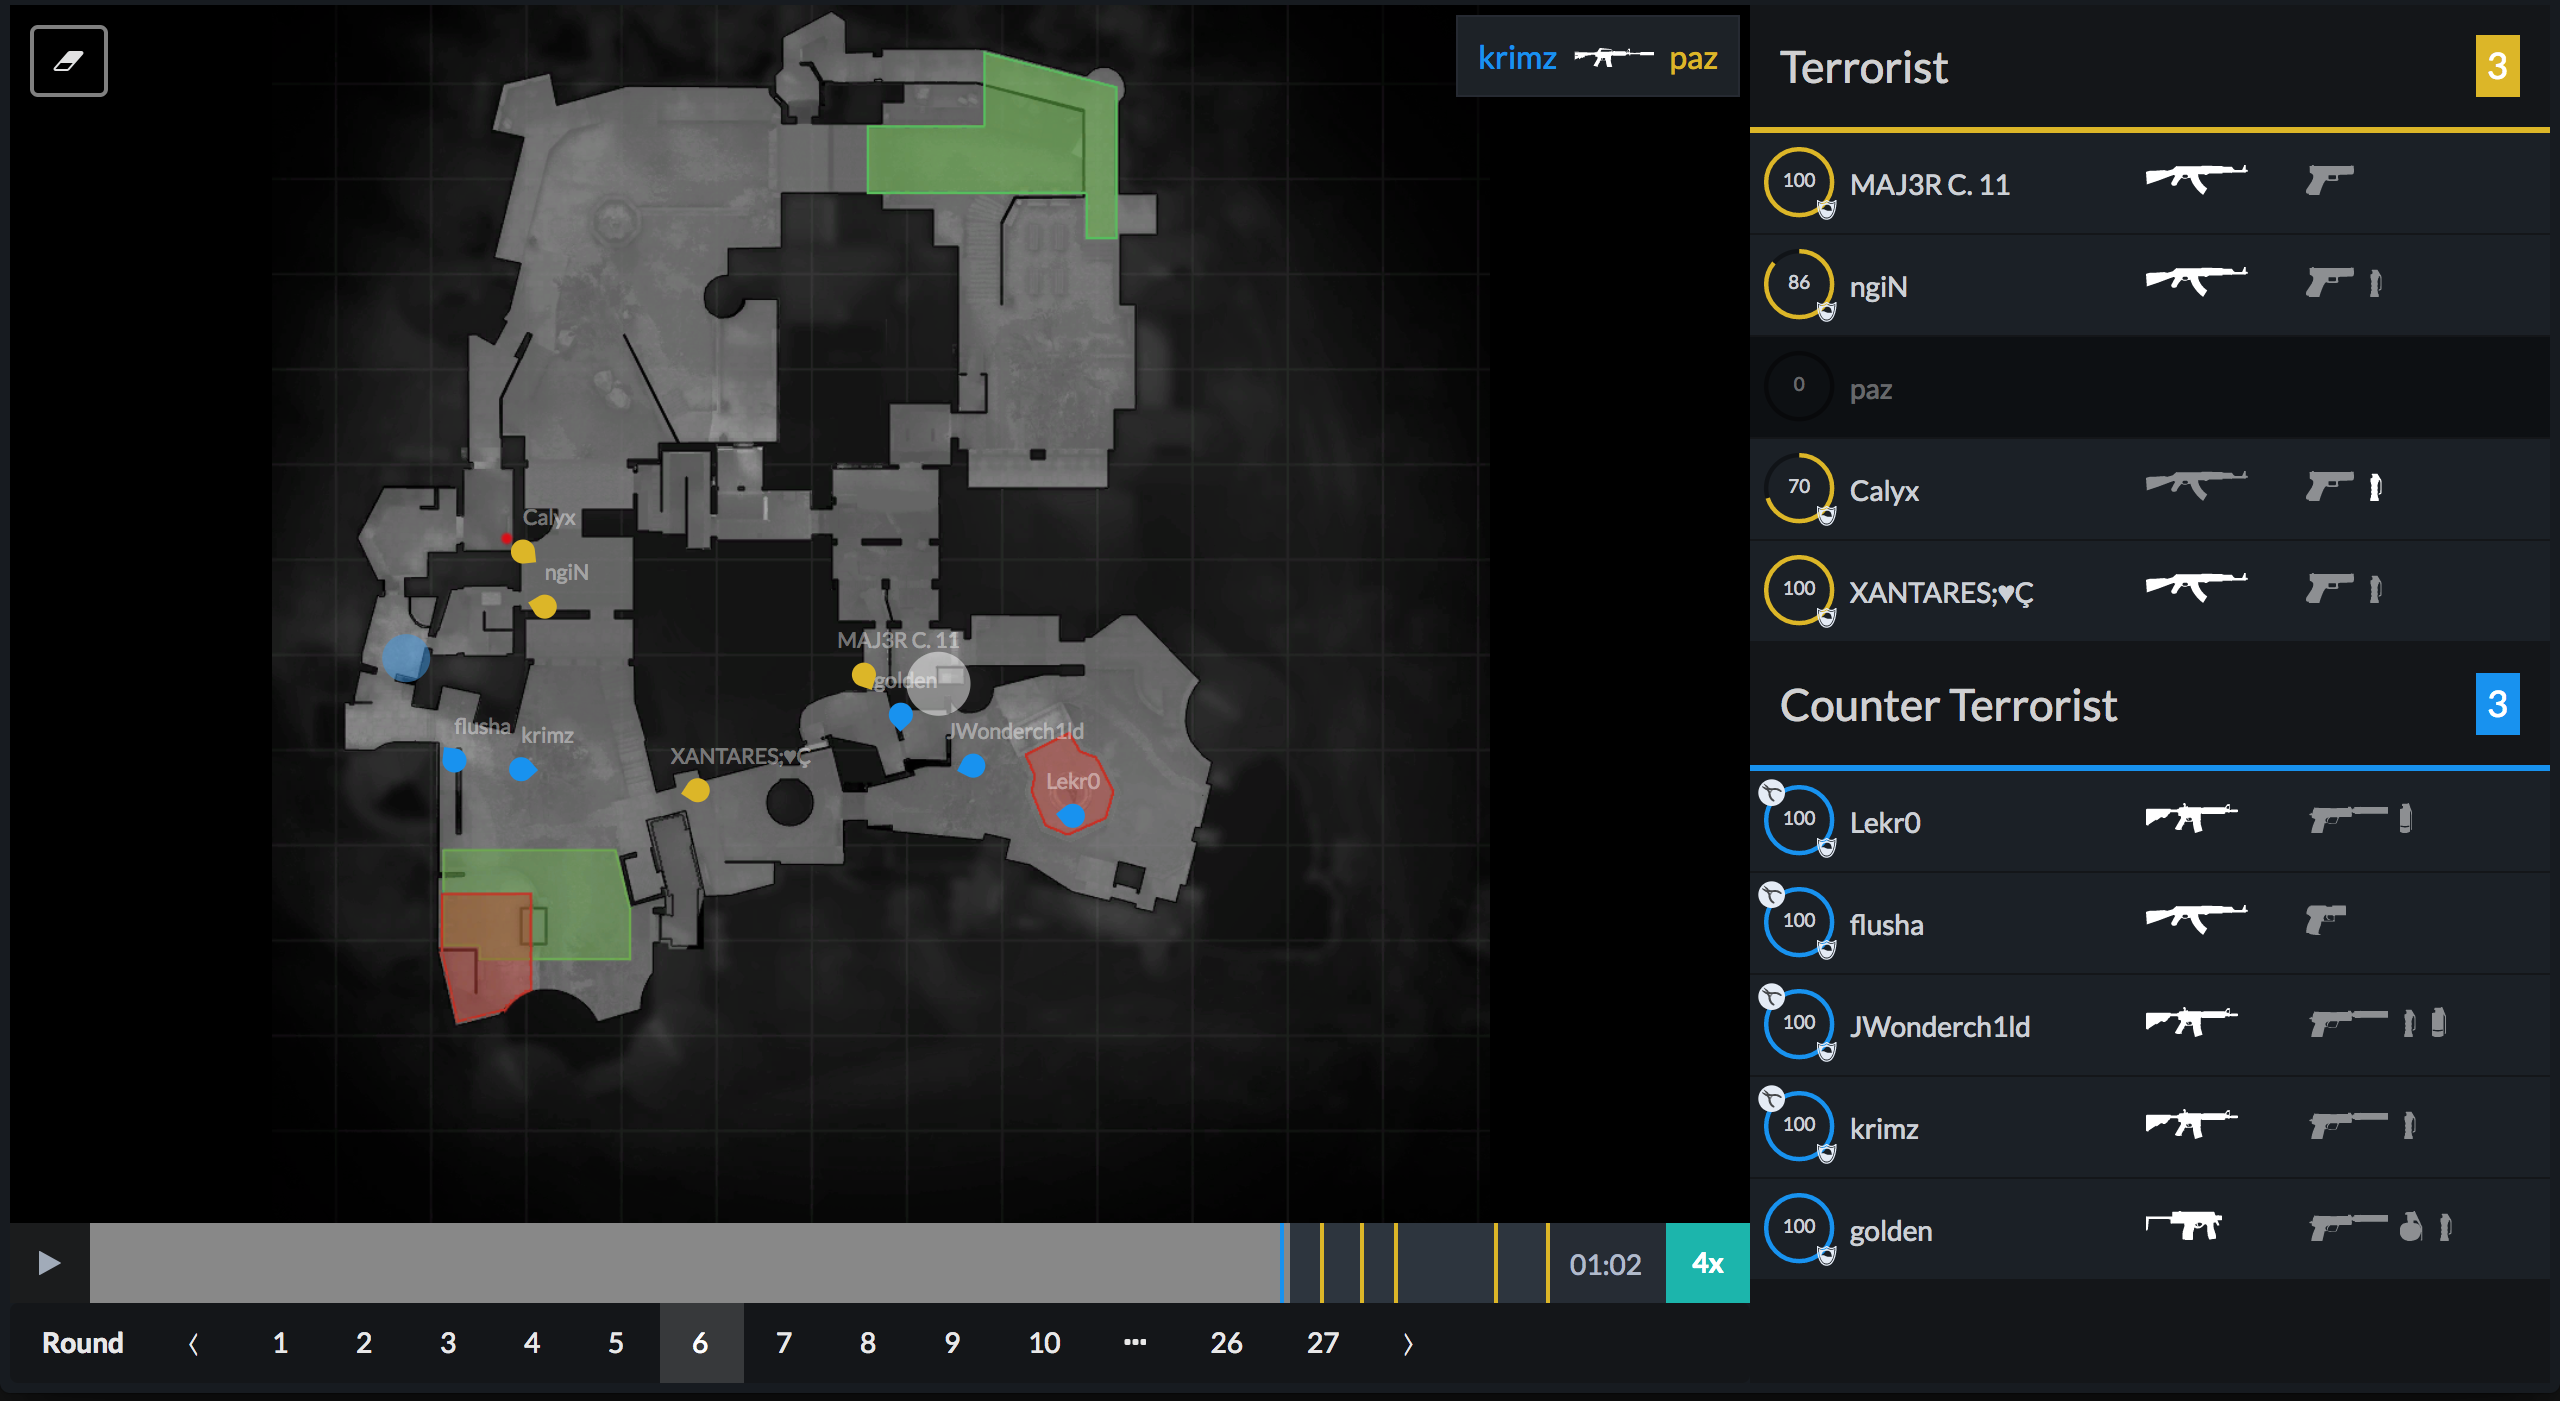 krimz paz
Calyx
ngiN
MAJ3R C. 11
golden
flusha
krimz
JWonderch1ld
XANTARES;♥Ç
Lekr0
01:02
4x
Round
1 2 3 4 5 6 7 8 9 10 ... 26 27
Terrorist 3
100 MAJ3R C. 11
86 ngiN
0 paz
70 Calyx
100 XANTARES;♥Ç
Counter Terrorist 3
100 Lekr0
100 flusha
100 JWonderch1ld
100 krimz
100 golden